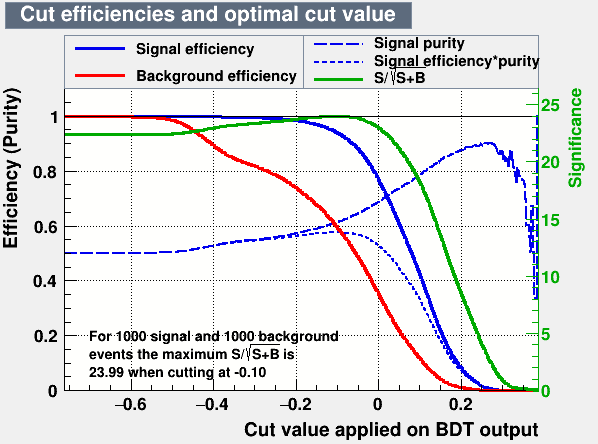 Cut efficiencies and optimal cut value
Signal efficiency
Background efficiency
Signal purity
Signal efficiency*purity
S/√S+B
Efficiency (Purity)
1
0.8
0.6
0.4
0.2
0
25
20
15
10
5
0
Significance
For 1000 signal and 1000 background
events the maximum S/√S+B is
23.99 when cutting at -0.10
−0.6 −0.4 −0.2 0 0.2
Cut value applied on BDT output